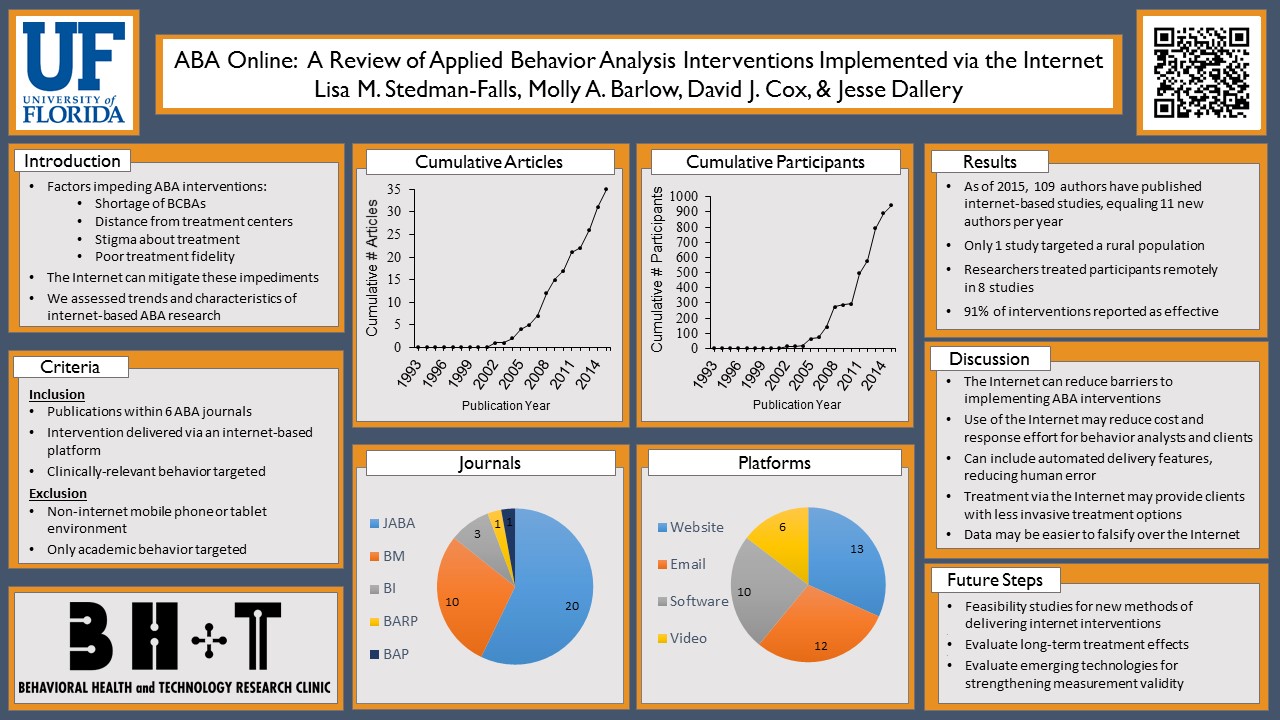 UF
UNIVERSITY of
FLORIDA
ABA Online: A Review of Applied Behavior Analysis Interventions Implemented via the Internet
Lisa M. Stedman-Falls, Molly A. Barlow, David J. Cox, & Jesse Dallery
Introduction
• Factors impeding ABA interventions:
• Shortage of BCBAs
• Distance from treatment centers
• Stigma about treatment
• Poor treatment fidelity
• The Internet can mitigate these impediments
• We assessed trends and characteristics of
internet-based ABA research
Criteria
Inclusion
• Publications within 6 ABA journals
• Intervention delivered via an internet-based
platform
• Clinically-relevant behavior targeted
Exclusion
• Non-internet mobile phone or tablet
environment
• Only academic behavior targeted
BH+T
BEHAVIORAL HEALTH and TECHNOLOGY RESEARCH CLINIC
Cumulative Articles
Cumulative # Articles
35
30
25
20
15
10
5
0
1993
1996
1999
2002
2005
2008
2011
2014
Publication Year
Cumulative Participants
Cumulative # Participants
1000
900
800
700
600
500
400
300
200
100
0
1993
1996
1999
2002
2005
2008
2011
2014
Publication Year
Journals
JABA
BM
BI
BARP
BAP
20
10
3
1
1
Platforms
Website
Email
Software
Video
13
12
10
6
Results
• As of 2015, 109 authors have published
internet-based studies, equaling 11 new
authors per year
• Only 1 study targeted a rural population
• Researchers treated participants remotely
in 8 studies
• 91% of interventions reported as effective
Discussion
• The Internet can reduce barriers to
implementing ABA interventions
• Use of the Internet may reduce cost and
response effort for behavior analysts and clients
• Can include automated delivery features,
reducing human error
• Treatment via the Internet may provide clients
with less invasive treatment options
• Data may be easier to falsify over the Internet
Future Steps
• Feasibility studies for new methods of
delivering internet interventions
• Evaluate long-term treatment effects
• Evaluate emerging technologies for
strengthening measurement validity